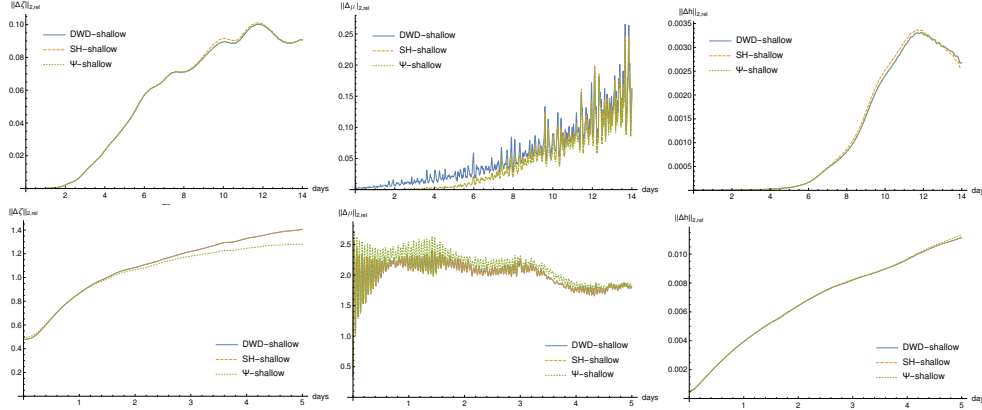 ||Δζ||2,rel
0.10
0.08
0.06
0.04
0.02
2
4
6
8
10
12
14
days
DWD−shallow
SH−shallow
Ψ−shallow
||Δμ||2,rel
0.25
0.20
0.15
0.10
0.05
2
4
6
8
10
12
14
days
DWD−shallow
SH−shallow
Ψ−shallow
||Δh||2,rel
0.0035
0.0030
0.0025
0.0020
0.0015
0.0010
0.0005
2
4
6
8
10
12
14
days
DWD−shallow
SH−shallow
Ψ−shallow
||Δζ||2,rel
1.4
1.2
1.0
0.8
0.6
0.4
0.2
0
1
2
3
4
5
days
DWD−shallow
SH−shallow
Ψ−shallow
||Δμ||2,rel
2.5
2.0
1.5
1.0
0.5
0
1
2
3
4
5
days
DWD−shallow
SH−shallow
Ψ−shallow
||Δh||2,rel
0.010
0.008
0.006
0.004
0.002
0.000
0
1
2
3
4
5
days
DWD−shallow
SH−shallow
Ψ−shallow